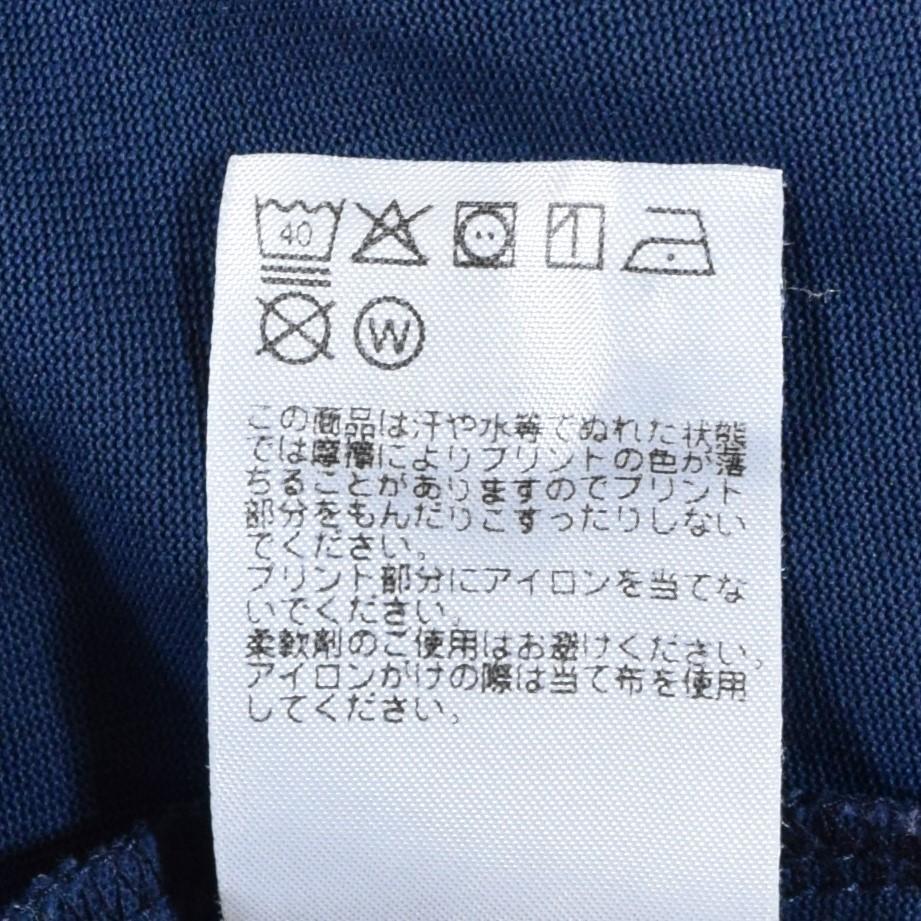 40
W
この商品は汗や水等でぬれた状態
では摩擦によりプリントの色が落
ちることがありますのでプリント
部分をもんだりこすったりしない
でください。
プリント部分にアイロンを当てな
いでください。
柔軟剤のご使用はお避けください。
アイロンがけの際は当て布を使用
してください。